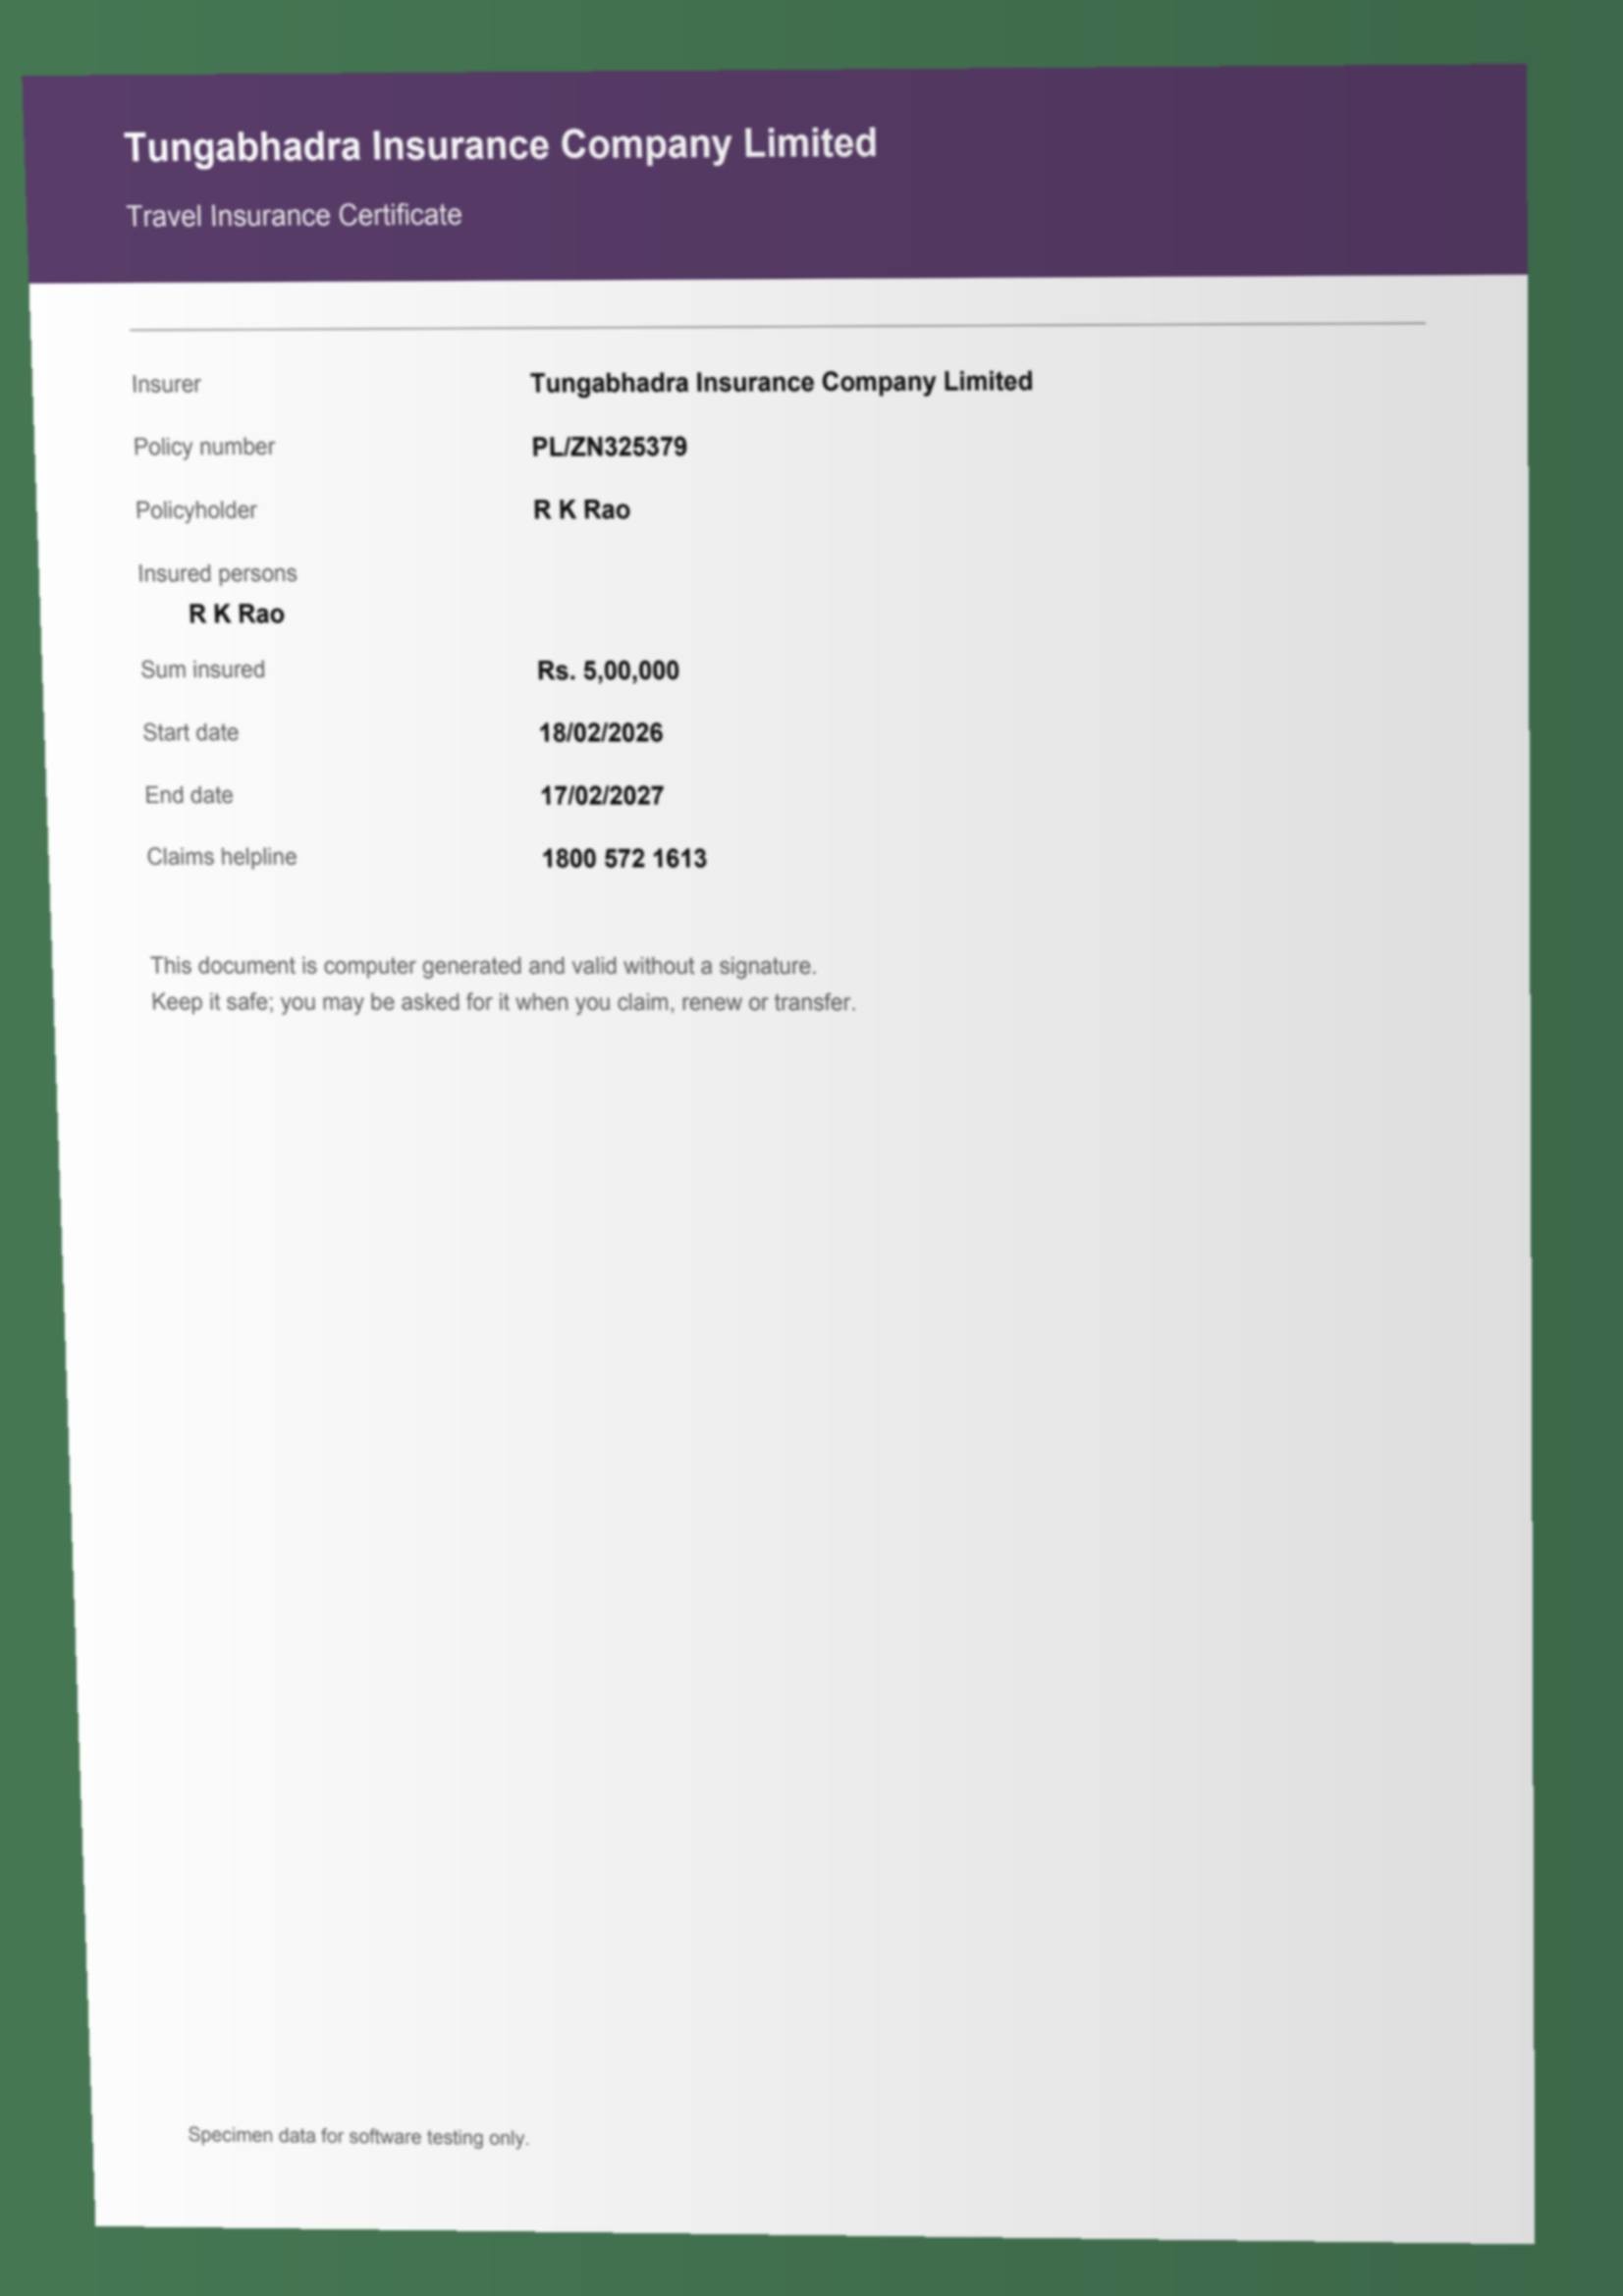 Tungabhadra Insurance Company Limited
Travel Insurance Certificate
Insurer Tungabhadra Insurance Company Limited
Policy number PL/ZN325379
Policyholder R K Rao
Insured persons
R K Rao
Sum insured Rs. 5,00,000
Start date 18/02/2026
End date 17/02/2027
Claims helpline 1800 572 1613
This document is computer generated and valid without a signature.
Keep it safe; you may be asked for it when you claim, renew or transfer.
Specimen data for software testing only.